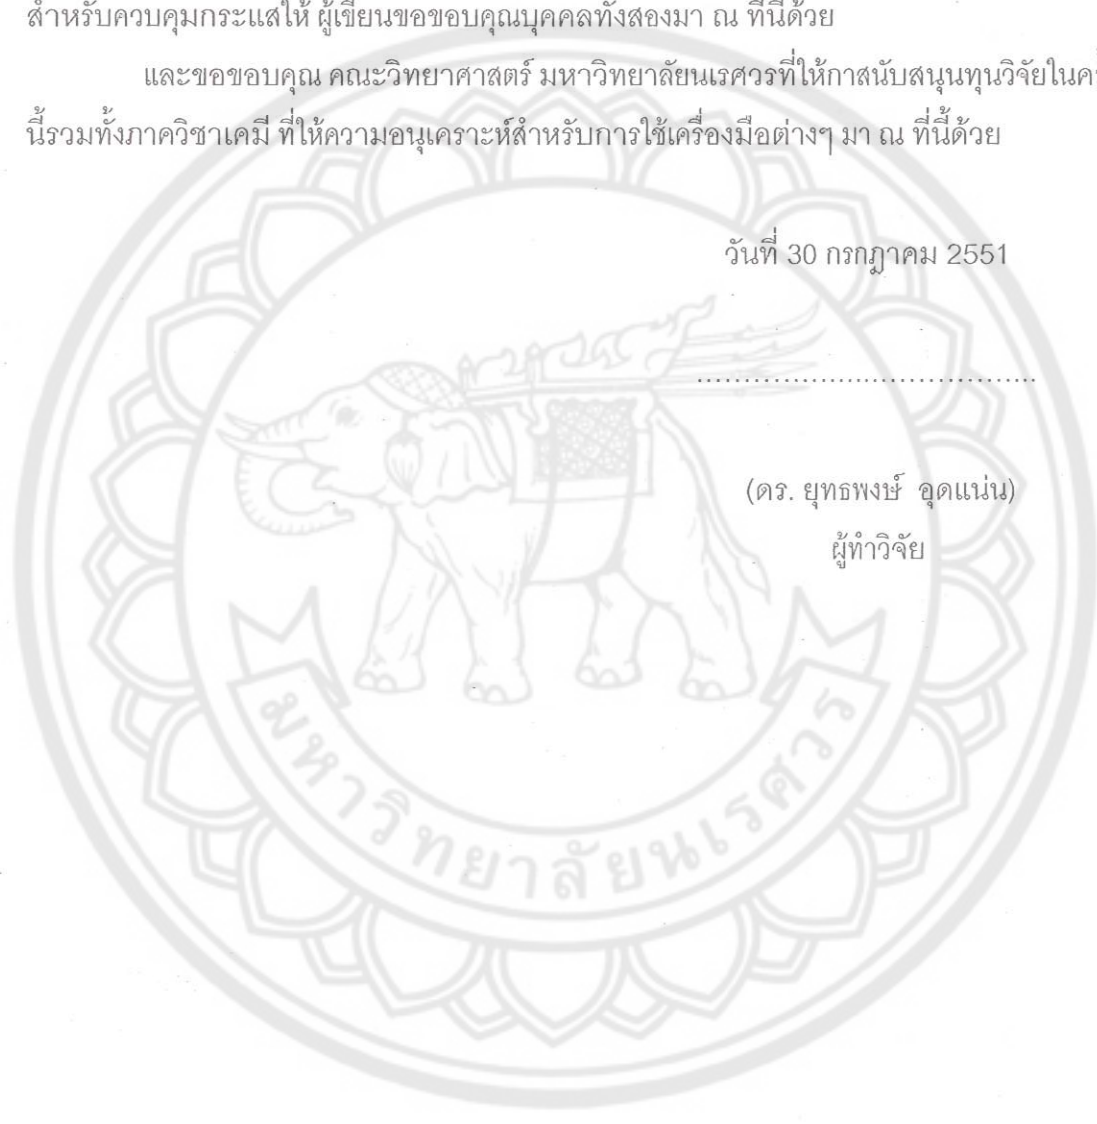 สำหรับควบคุมกระแสให้ ผู้เขียนขอขอบคุณบุคคลทั้งสองมา ณ ที่นี้ด้วย
และขอขอบคุณ คณะวิทยาศาสตร์ มหาวิทยาลัยนเรศวรที่ให้กาสนับสนุนทุนวิจัยใน
นี้รวมทั้งภาควิชาเคมี ที่ให้ความอนุเคราะห์สำหรับการใช้เครื่องมือต่างๆ มา ณ ที่นี้ด้วย
วันที่ 30 กรกฎาคม 2551
.......................................
(ดร. ยุทธพงษ์ อุดแน่น)
ผู้ทำวิจัย
มหาวิทยาลัยนเรศวร